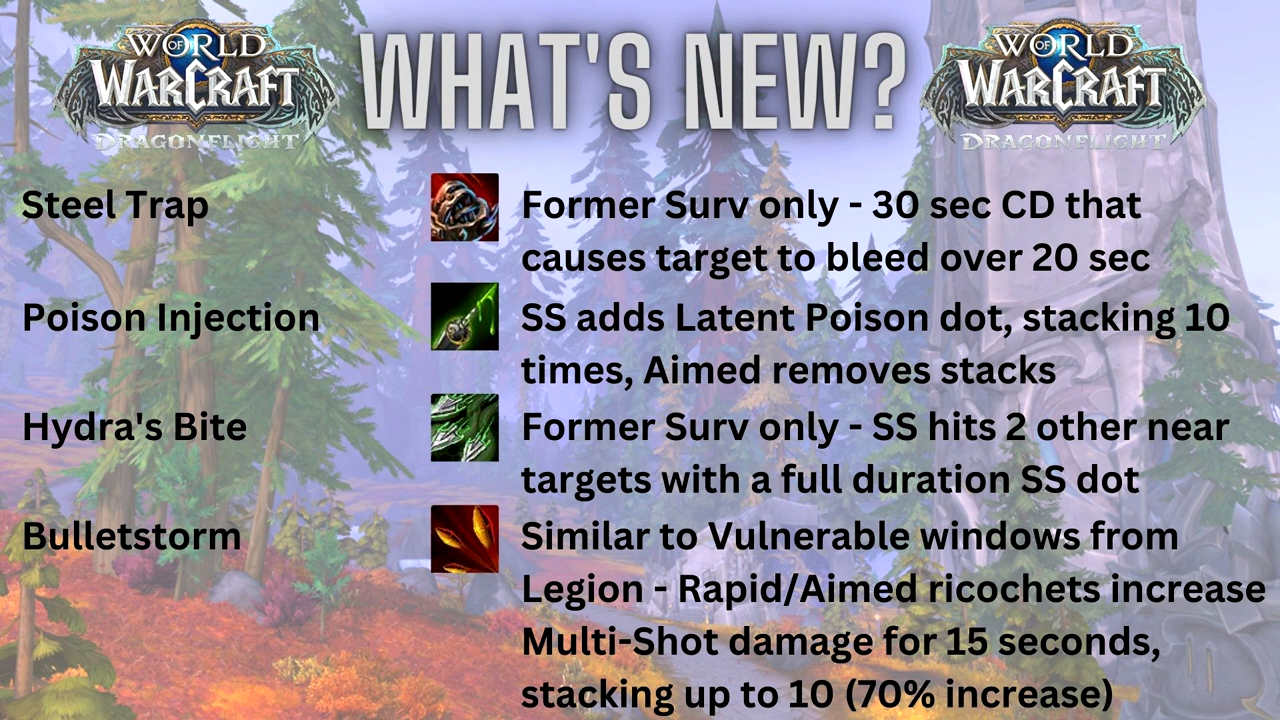 WORLD OF WARCRAFT DRAGONFLIGHT
WHAT'S NEW?
WORLD OF WARCRAFT DRAGONFLIGHT
Steel Trap
Former Surv only - 30 sec CD that
causes target to bleed over 20 sec
Poison Injection
SS adds Latent Poison dot, stacking 10
times, Aimed removes stacks
Hydra's Bite
Former Surv only - SS hits 2 other near
targets with a full duration SS dot
Bulletstorm
Similar to Vulnerable windows from
Legion - Rapid/Aimed ricochets increase
Multi-Shot damage for 15 seconds,
stacking up to 10 (70% increase)